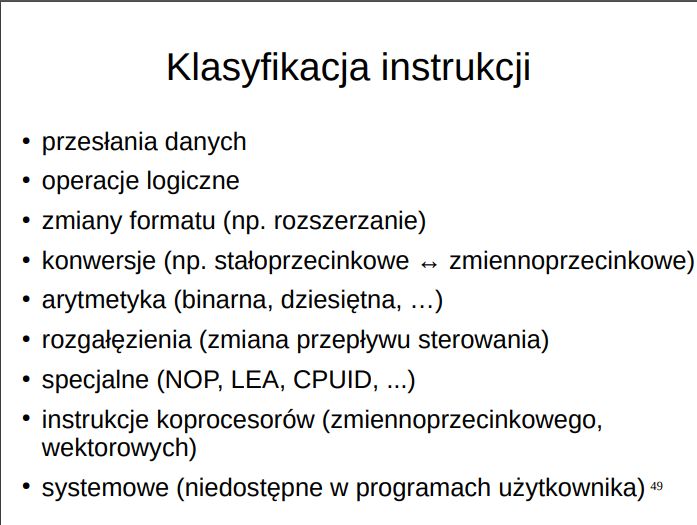 Klasyfikacja instrukcji
• przesłania danych
• operacje logiczne
• zmiany formatu (np. rozszerzanie)
• konwersje (np. stałoprzecinkowe ↔ zmiennoprzecinkowe)
• arytmetyka (binarna, dziesiętna, …)
• rozgałęzienia (zmiana przepływu sterowania)
• specjalne (NOP, LEA, CPUID, ...)
• instrukcje koprocesorów (zmiennoprzecinkowego,
wektorowych)
• systemowe (niedostępne w programach użytkownika) 49